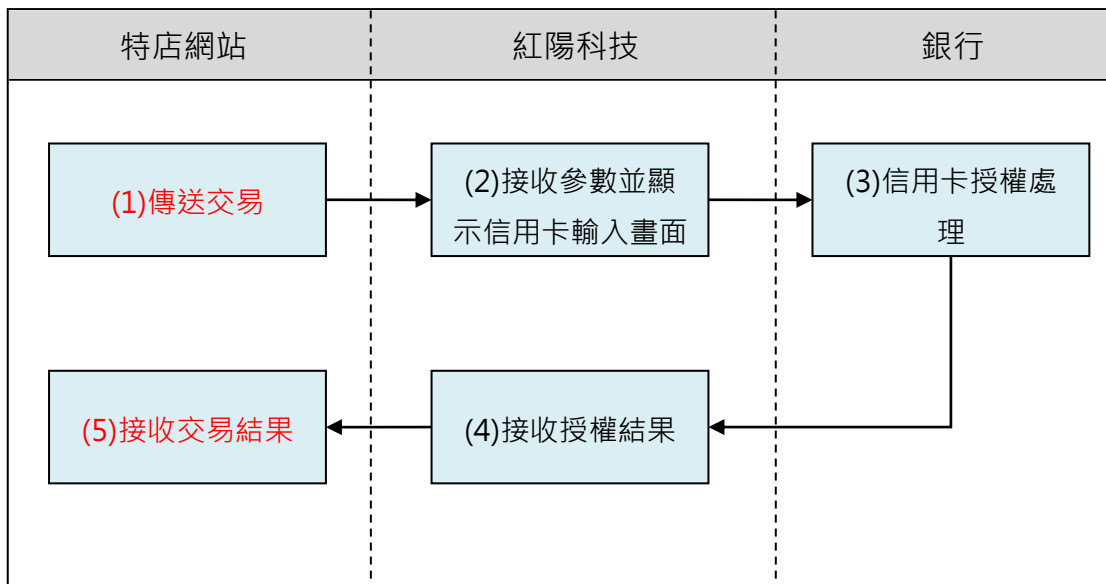 特店網站
紅陽科技
銀行
(1)傳送交易
(2)接收參數並顯
示信用卡輸入畫面
(3)信用卡授權處
理
(5)接收交易結果
(4)接收授權結果